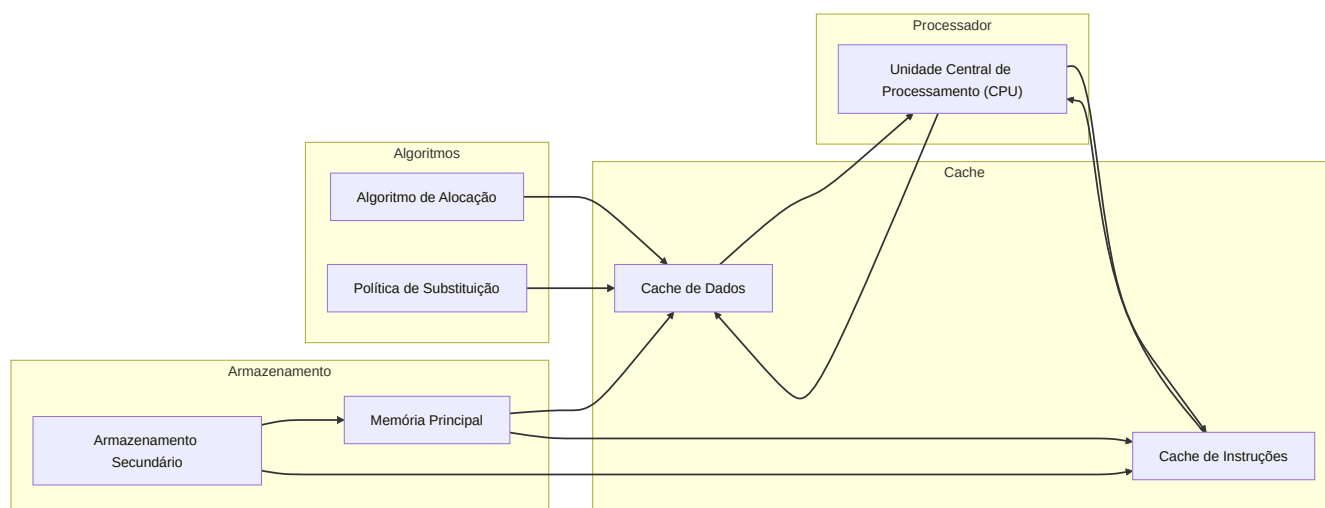 Processador
Unidade Central de
Processamento (CPU)
Algoritmos
Algoritmo de Alocação
Política de Substituição
Cache
Cache de Dados
Armazenamento
Memória Principal
Armazenamento
Secundário
Cache de Instruções